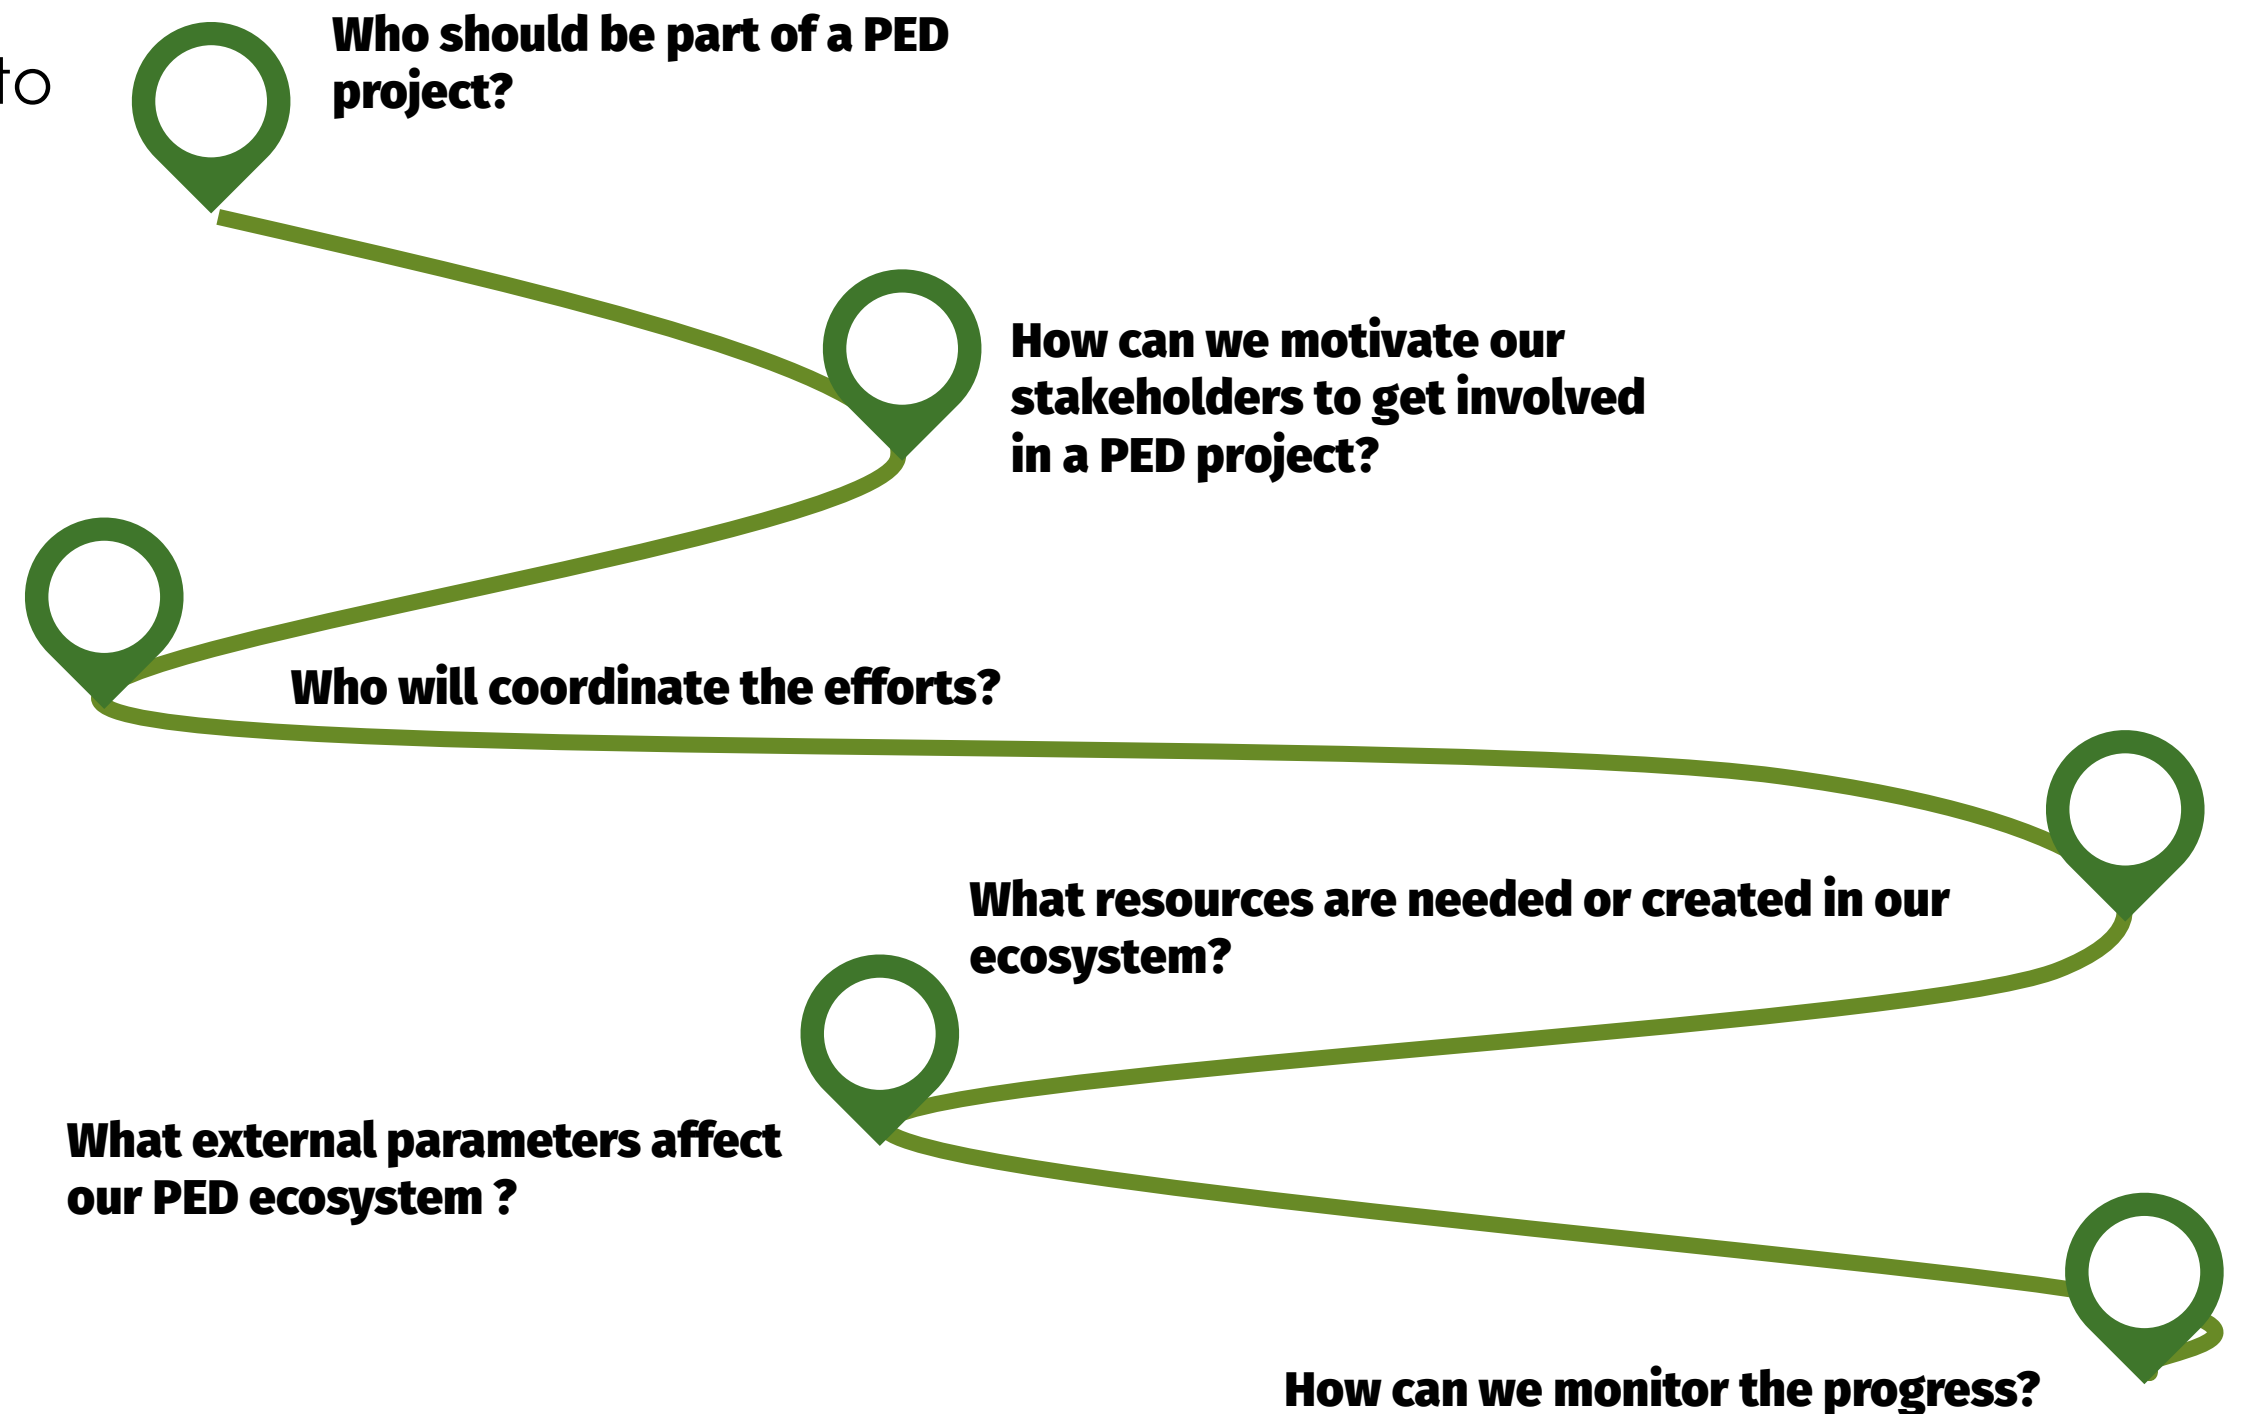 to
Who should be part of a PED
project?
How can we motivate our
stakeholders to get involved
in a PED project?
Who will coordinate the efforts?
What resources are needed or created in our
ecosystem?
What external parameters affect
our PED ecosystem ?
How can we monitor the progress?